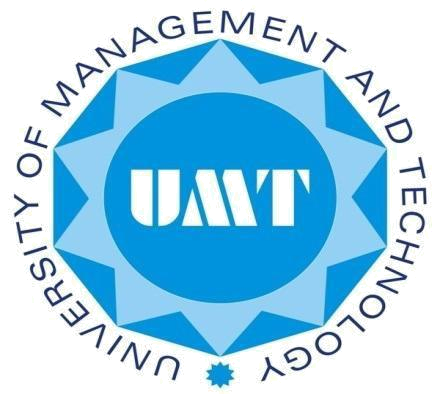 UNIVERSITY OF MANAGEMENT AND TECHNOLOGY
UMT